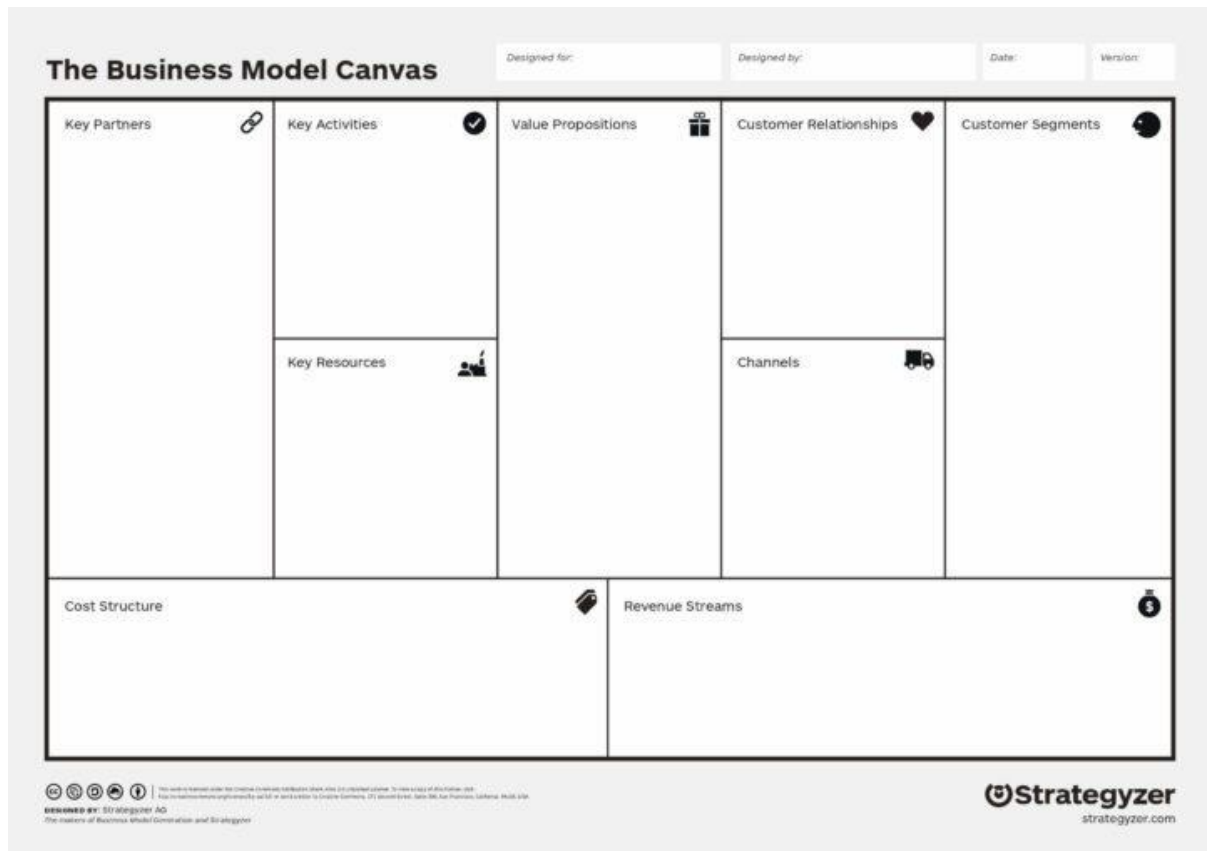 The Business Model Canvas
Designed for:
Designed by:
Date:
Version:
Key Partners
Key Activities
Value Propositions
Customer Relationships
Customer Segments
Key Resources
Channels
Cost Structure
Revenue Streams
$
DESIGNED BY: Strategyzer AG
The makers of Business Model Generation and Strategyzer
Strategyzer
strategyzer.com